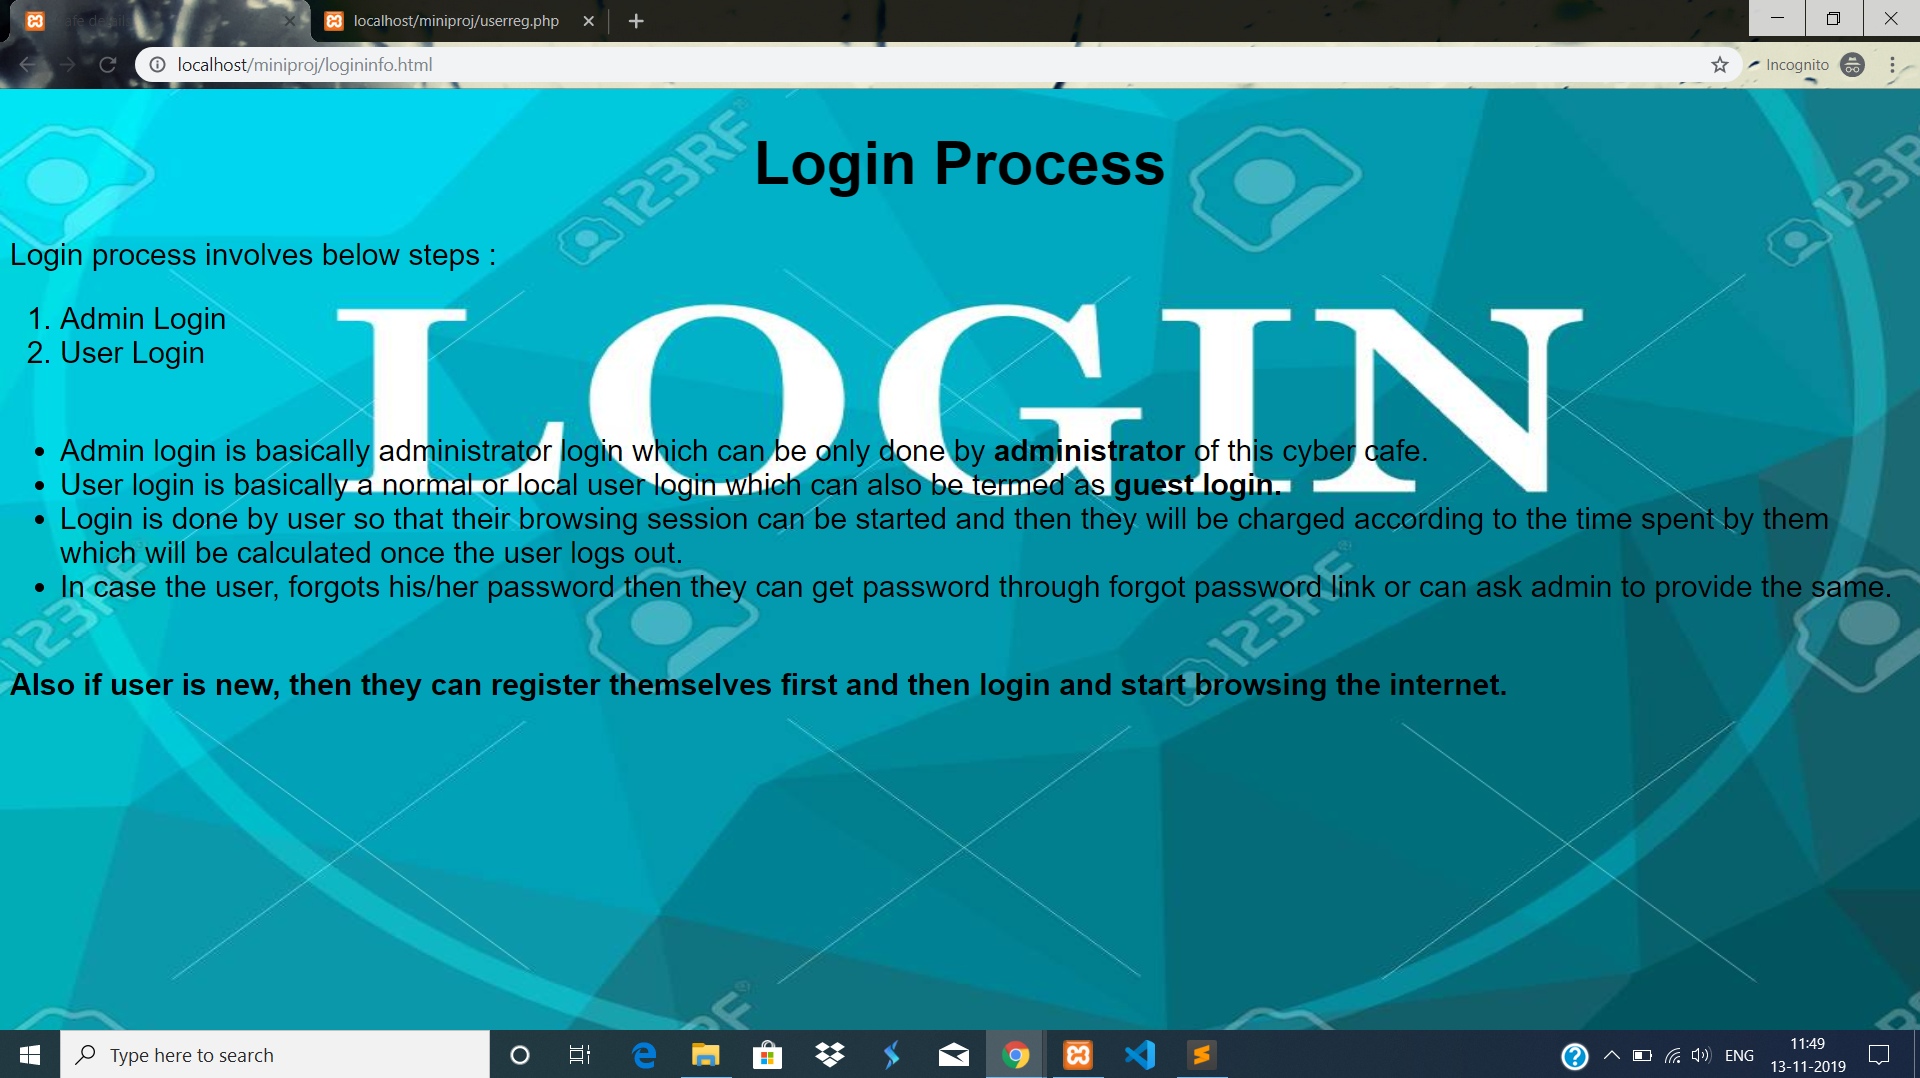 localhost/miniproj/userreg.php
localhost/miniproj/logininfo.html
Incognito
Login Process
Login process involves below steps :
1. Admin Login
2. User Login
LOGIN
• Admin login is basically administrator login which can be only done by administrator of this cyber cafe.
• User login is basically a normal or local user login which can also be termed as guest login.
• Login is done by user so that their browsing session can be started and then they will be charged according to the time spent by them
which will be calculated once the user logs out.
• In case the user, forgots his/her password then they can get password through forgot password link or can ask admin to provide the same.
Also if user is new, then they can register themselves first and then login and start browsing the internet.
123RF
123RF
123RF
123RF
123RF
Type here to search
ENG
11:49
13-11-2019